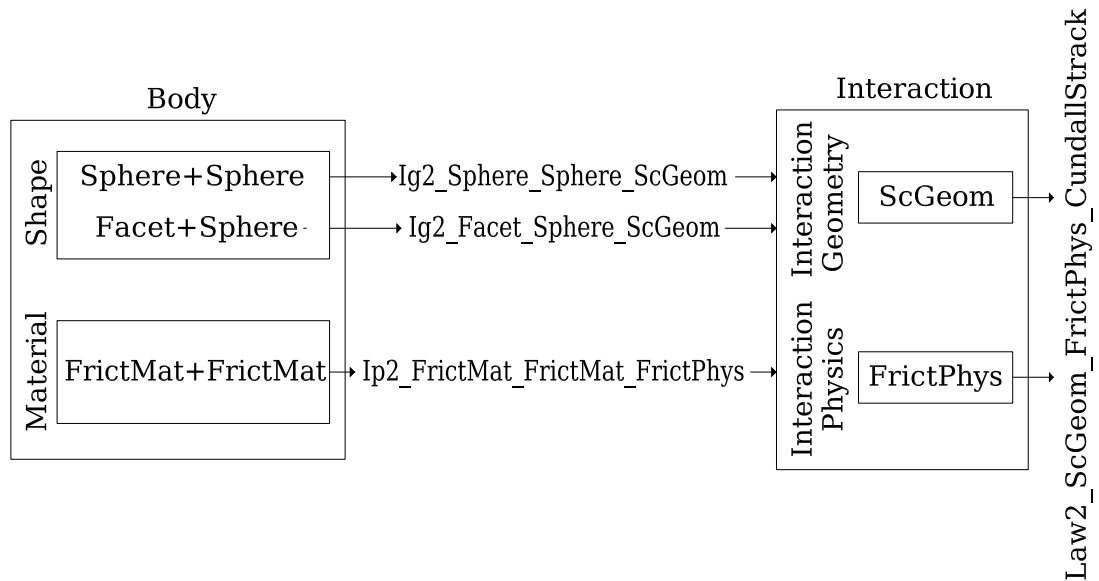 Body
Shape
Sphere+Sphere
Facet+Sphere
Material
FrictMat+FrictMat
Ig2_Sphere_Sphere_ScGeom
Ig2_Facet_Sphere_ScGeom
Ip2_FrictMat_FrictMat_FrictPhys
Interaction
Interaction
Geometry
ScGeom
Interaction
Physics
FrictPhys
Law2_ScGeom_FrictPhys_CundallStrack